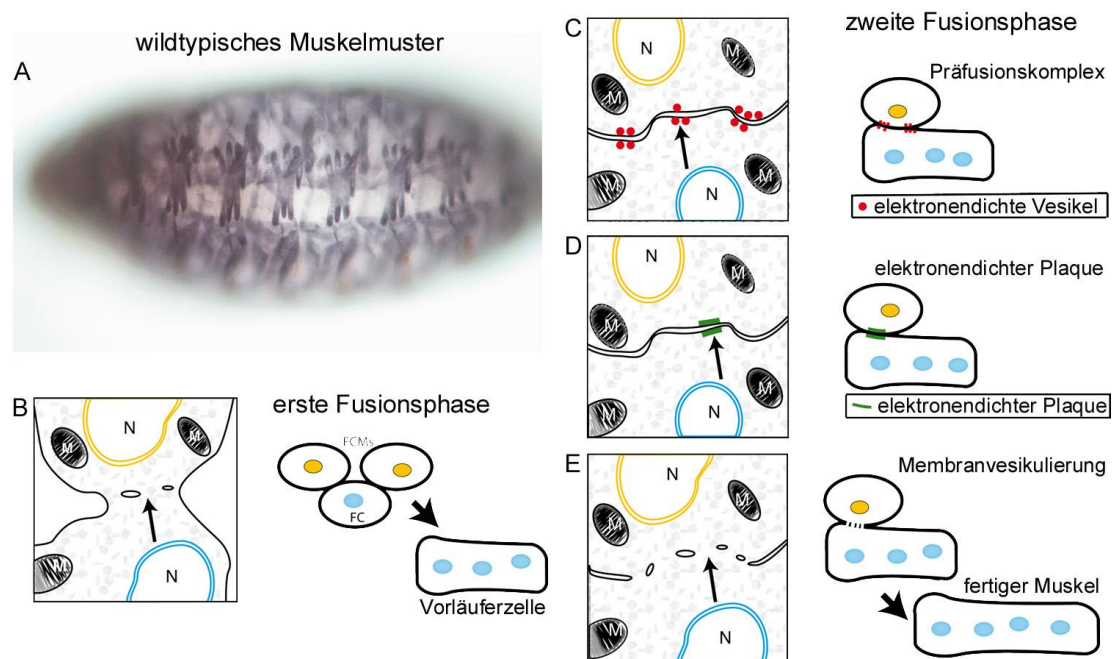 wildtypisches Muskelmuster
A
B
N
M
M
M
N
erste Fusionsphase
FCMs
FC
Vorläuferzelle
zweite Fusionsphase
C
N
M
M
M
M
N
Präfusionskomplex
elektronendichte Vesikel
D
N
M
M
M
M
N
elektronendichter Plaque
elektronendichter Plaque
E
N
M
M
M
N
Membranvesikulierung
fertiger Muskel